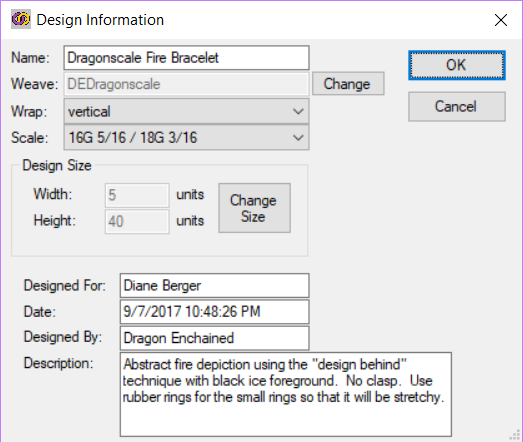 Design Information
Name: Dragonscale Fire Bracelet
OK
Weave: DEDragonscale Change
Cancel
Wrap: vertical
Scale: 16G 5/16 / 18G 3/16
Design Size
Width: 5 units
Change Size
Height: 40 units
Designed For: Diane Berger
Date: 9/7/2017 10:48:26 PM
Designed By: Dragon Enchained
Description: Abstract fire depiction using the "design behind"
technique with black ice foreground.  No clasp.  Use
rubber rings for the small rings so that it will be stretchy.